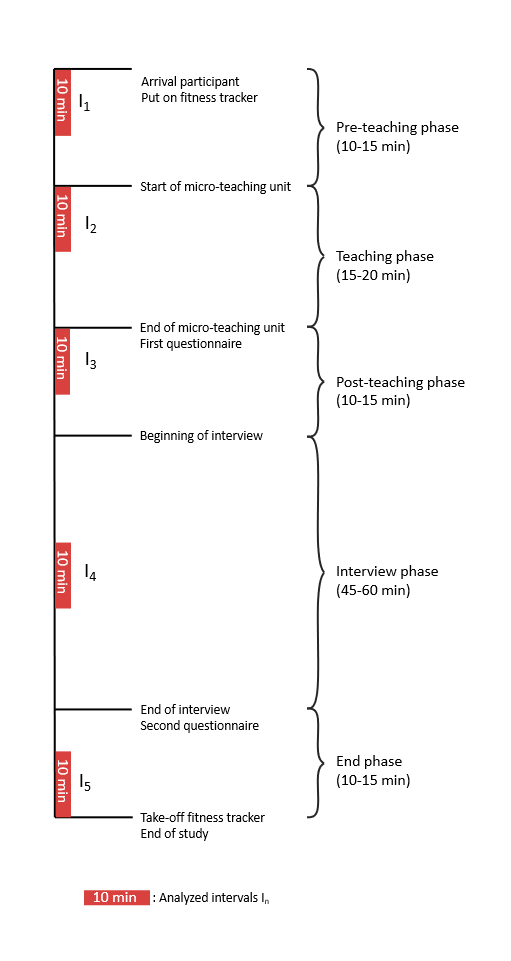 10 min
I1
Arrival participant
Put on fitness tracker
Pre-teaching phase
(10-15 min)
Start of micro-teaching unit
10 min
I2
Teaching phase
(15-20 min)
End of micro-teaching unit
First questionnaire
10 min
I3
Post-teaching phase
(10-15 min)
Beginning of interview
10 min
I4
Interview phase
(45-60 min)
End of interview
Second questionnaire
10 min
I5
End phase
(10-15 min)
Take-off fitness tracker
End of study
10 min : Analyzed intervals In